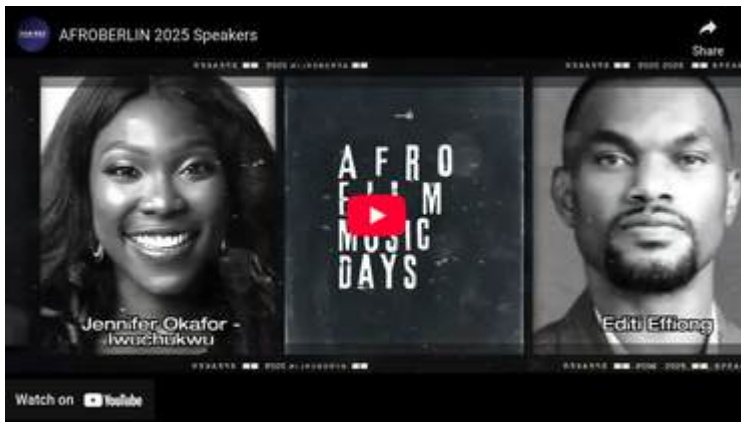 AFROBERLIN 2025 Speakers
Share
AFRO
FILM
MUSIC
DAYS
Jennifer Okafor -
Iwuchukwu
Editi Effiong
Watch on YouTube